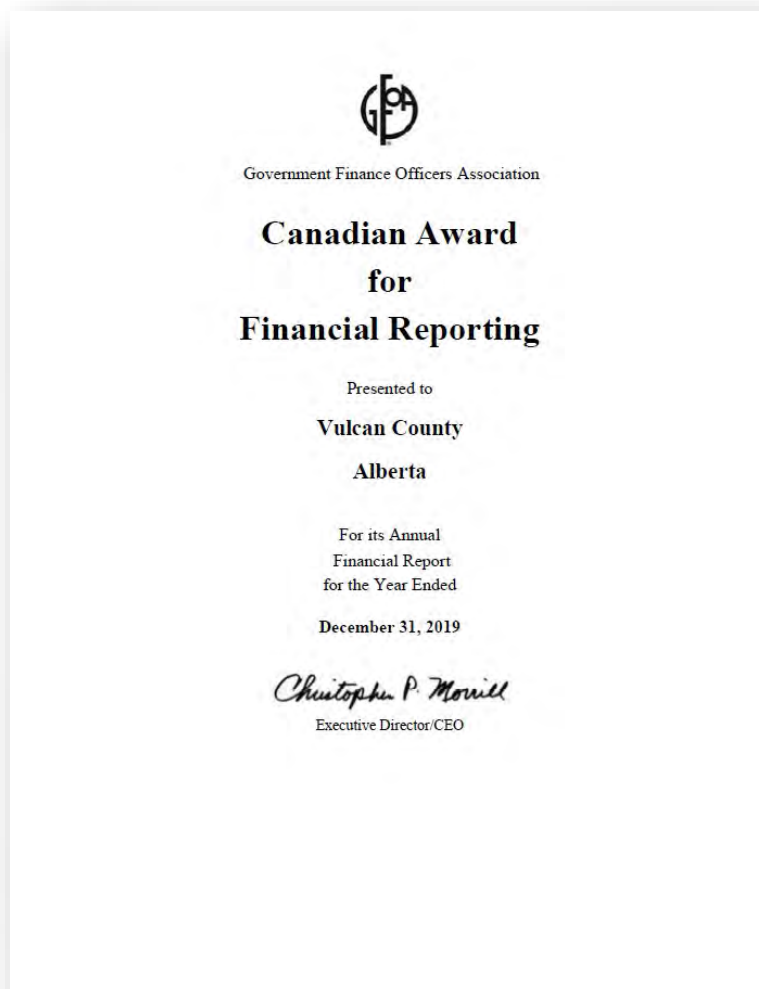 GFOA
Government Finance Officers Association
Canadian Award
for
Financial Reporting
Presented to
Vulcan County
Alberta
For its Annual
Financial Report
for the Year Ended
December 31, 2019
Christopher P. Morrill
Executive Director/CEO